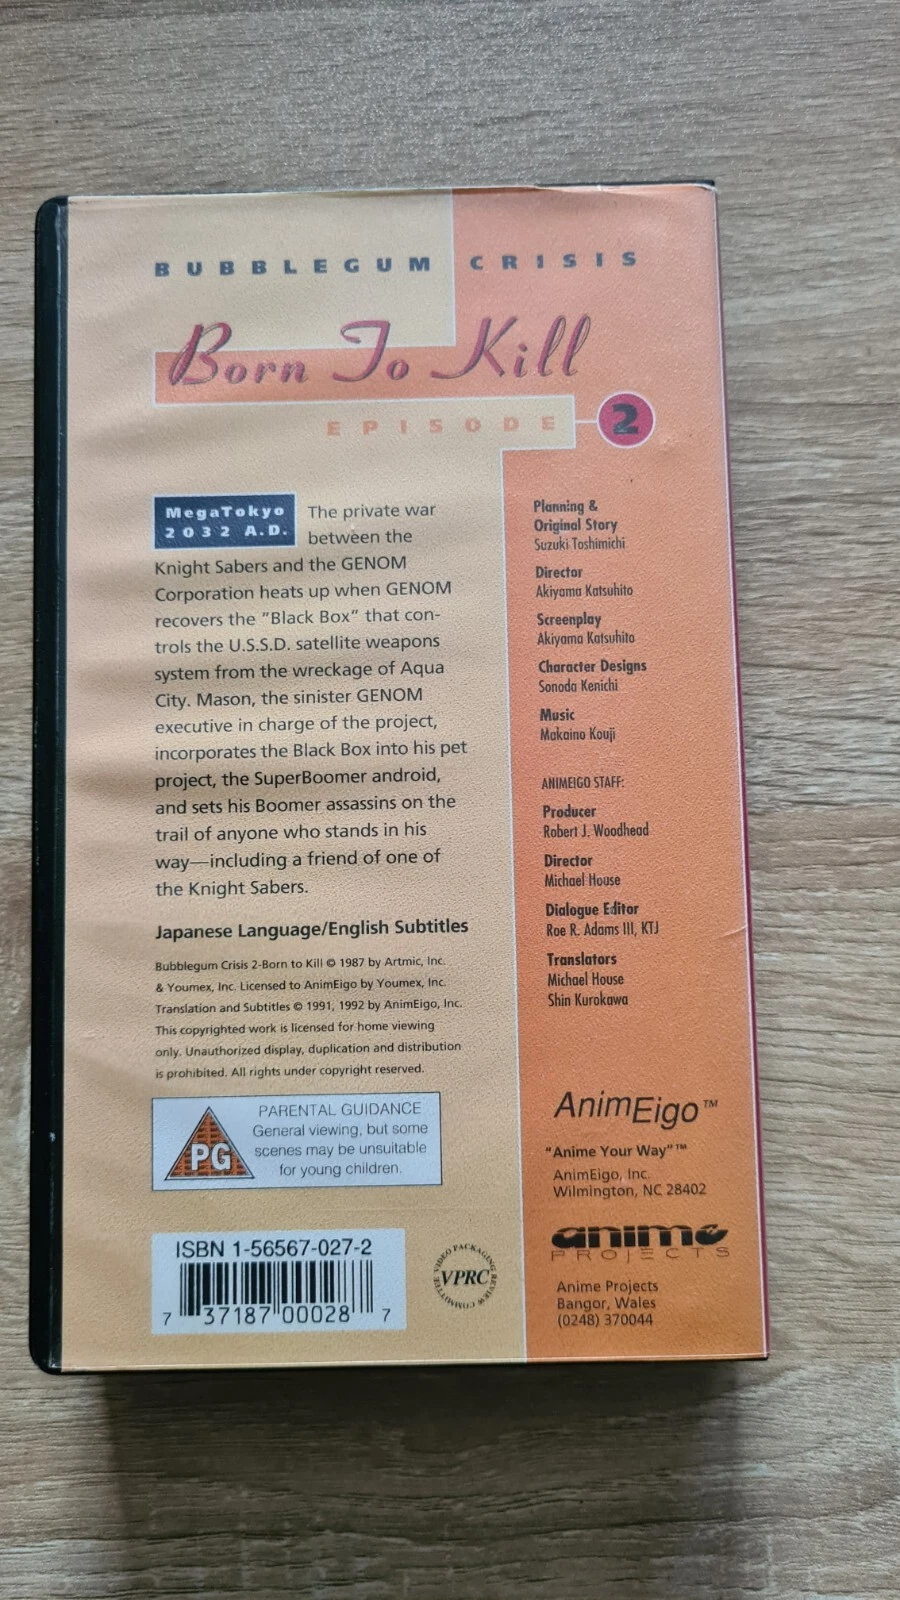 BUBBLEGUM CRISIS
Born To Kill
EPISODE 2
MegaTokyo
2032 A.D.
The private war
between the
Knight Sabers and the GENOM
Corporation heats up when GENOM
recovers the "Black Box" that con-
trols the U.S.S.D. satellite weapons
system from the wreckage of Aqua
City. Mason, the sinister GENOM
executive in charge of the project,
incorporates the Black Box into his pet
project, the SuperBoomer android,
and sets his Boomer assassins on the
trail of anyone who stands in his
way—including a friend of one of
the Knight Sabers.
Japanese Language/English Subtitles
Bubblegum Crisis 2-Born to Kill © 1987 by Artmic, Inc.
& Youmex, Inc. Licensed to AnimEigo by Youmex, Inc.
Translation and Subtitles © 1991, 1992 by AnimEigo, Inc.
This copyrighted work is licensed for home viewing
only. Unauthorized display, duplication and distribution
is prohibited. All rights under copyright reserved.
PG
PARENTAL GUIDANCE
General viewing, but some
scenes may be unsuitable
for young children.
ISBN 1-56567-027-2
7 37187 00028 7
VIDEO PACKAGING REVIEW COMMITTEE
VPRC
Planning &
Original Story
Suzuki Toshimichi
Director
Akiyama Katsuhito
Screenplay
Akiyama Katsuhito
Character Designs
Sonoda Kenichi
Music
Makaino Kouji
ANIMEIGO STAFF:
Producer
Robert J. Woodhead
Director
Michael House
Dialogue Editor
Roe R. Adams III, KTJ
Translators
Michael House
Shin Kurokawa
AnimEigo™
"Anime Your Way"™
AnimEigo, Inc.
Wilmington, NC 28402
anime
PROJECTS
Anime Projects
Bangor, Wales
(0248) 370044